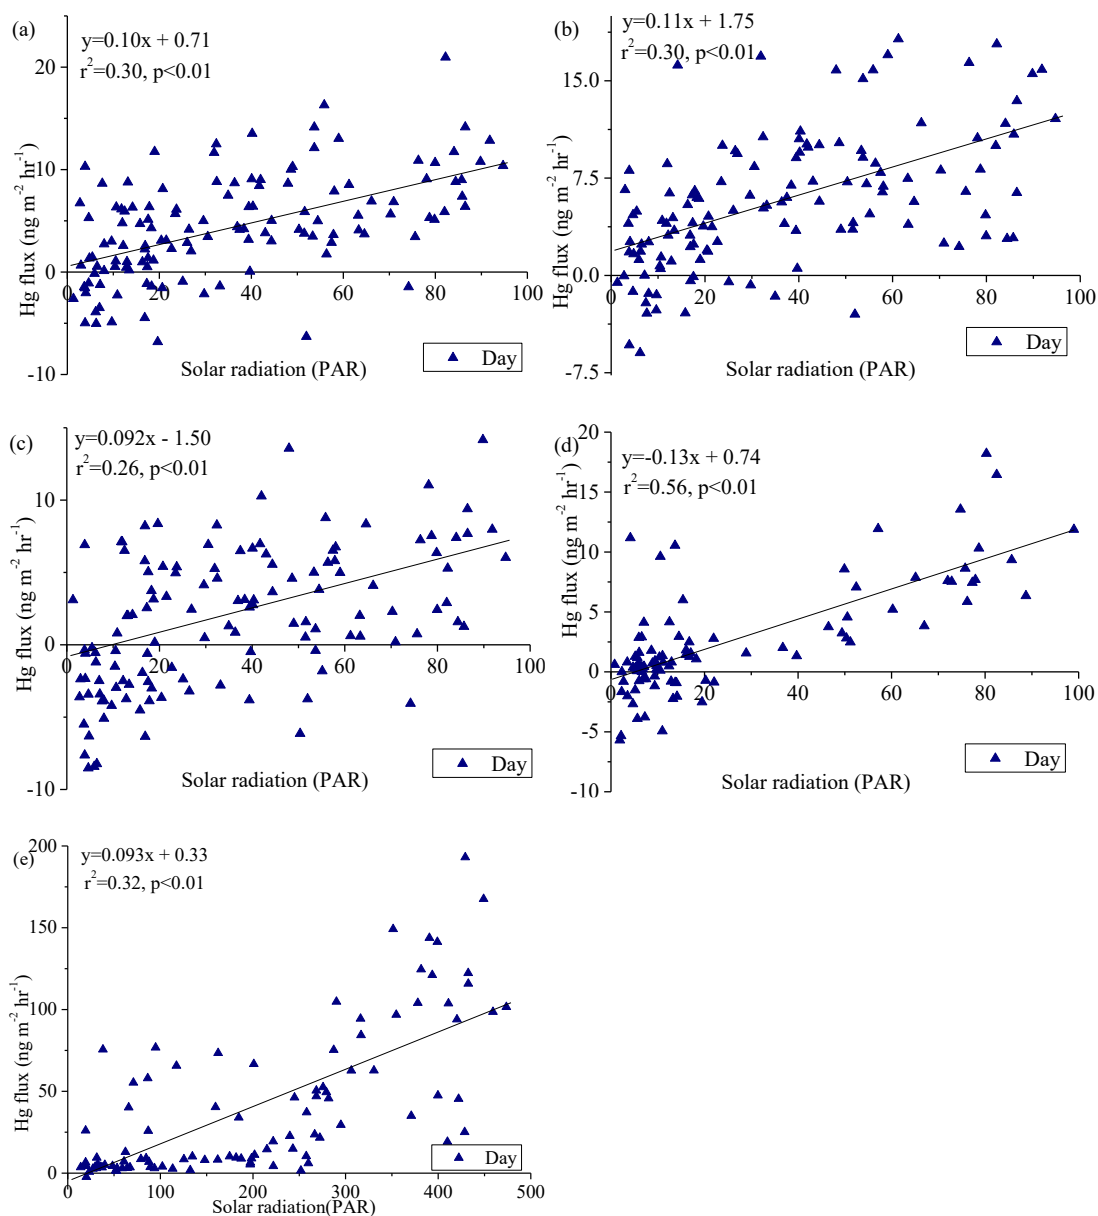 (a)
y=0.10x + 0.71
r²=0.30, p<0.01
Hg flux (ng m⁻² hr⁻¹)
20
10
0
-10
0 20 40 60 80 100
Solar radiation (PAR)
Day
(b)
y=0.11x + 1.75
r²=0.30, p<0.01
Hg flux (ng m⁻² hr⁻¹)
15.0
7.5
0.0
-7.5
0 20 40 60 80 100
Solar radiation (PAR)
Day
(c)
y=0.092x - 1.50
r²=0.26, p<0.01
Hg flux (ng m⁻² hr⁻¹)
10
0
-10
0 20 40 60 80 100
Solar radiation (PAR)
Day
(d)
y=-0.13x + 0.74
r²=0.56, p<0.01
Hg flux (ng m⁻² hr⁻¹)
20
15
10
5
0
-5
-10
0 20 40 60 80 100
Solar radiation (PAR)
Day
(e)
y=0.093x + 0.33
r²=0.32, p<0.01
Hg flux (ng m⁻² hr⁻¹)
200
150
100
50
0
0 100 200 300 400 500
Solar radiation(PAR)
Day